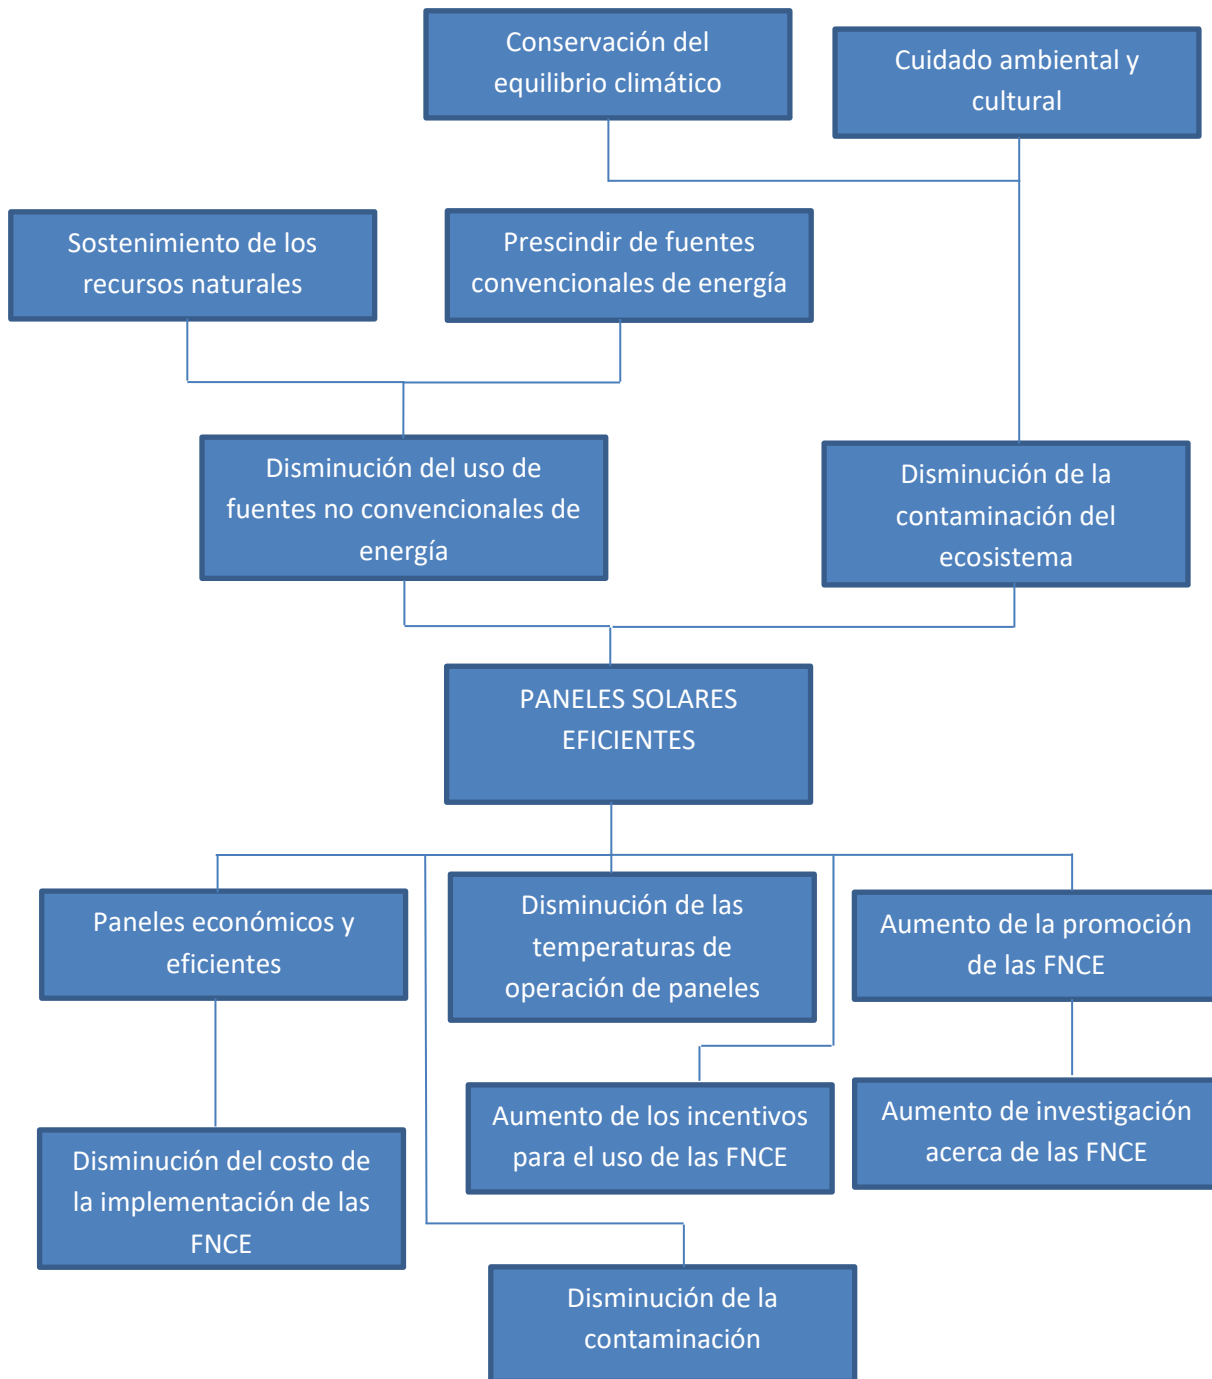 Conservación del
equilibrio climático
Cuidado ambiental y
cultural
Sostenimiento de los
recursos naturales
Prescindir de fuentes
convencionales de energía
Disminución del uso de
fuentes no convencionales de
energía
Disminución de la
contaminación del
ecosistema
PANELES SOLARES
EFICIENTES
Paneles económicos y
eficientes
Disminución de las
temperaturas de
operación de paneles
Aumento de la promoción
de las FNCE
Disminución del costo de
la implementación de las
FNCE
Aumento de los incentivos
para el uso de las FNCE
Aumento de investigación
acerca de las FNCE
Disminución de la
contaminación